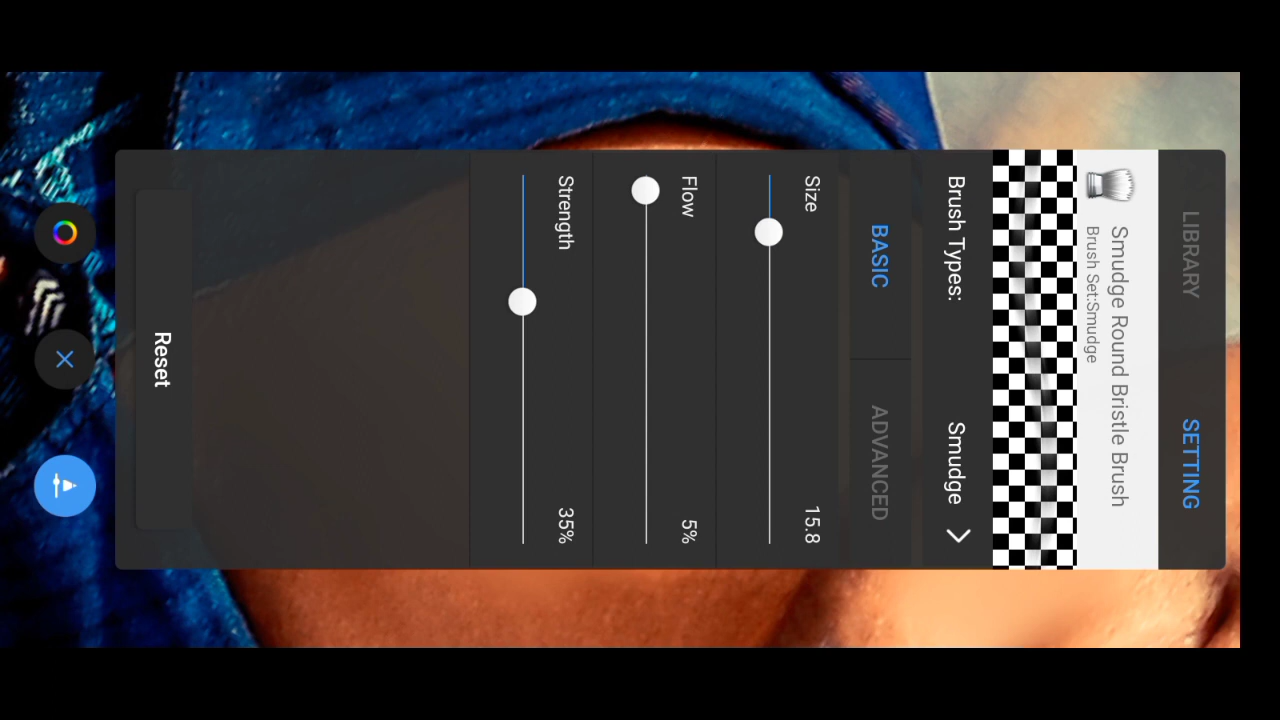 LIBRARY
SETTING
Smudge Round Bristle Brush
Brush Set:Smudge
Brush Types:
Smudge
BASIC
ADVANCED
Size
15.8
Flow
5%
Strength
35%
Reset